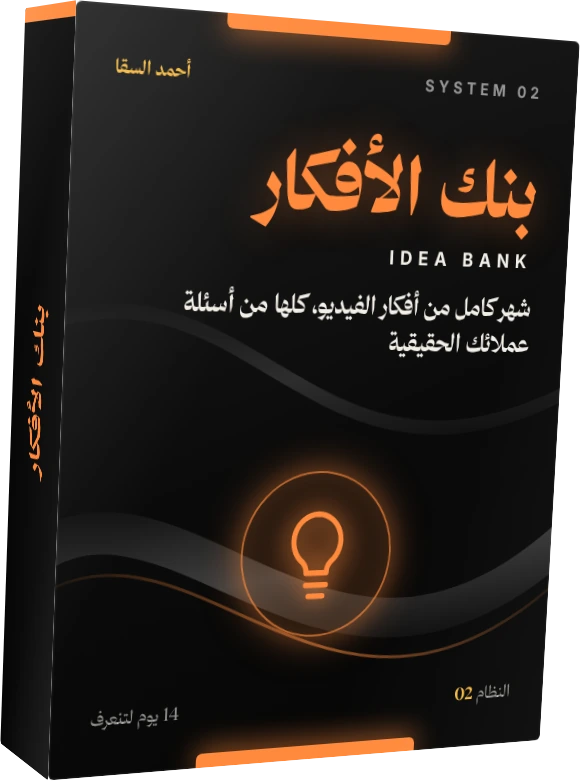 أحمد السقا
SYSTEM 02
بنك الأفكار
IDEA BANK
شهر كامل من أفكار الفيديو، كلها من أسئلة
عملائك الحقيقية
بنك الأفكار
النظام 02
14 يوم لتنعرف